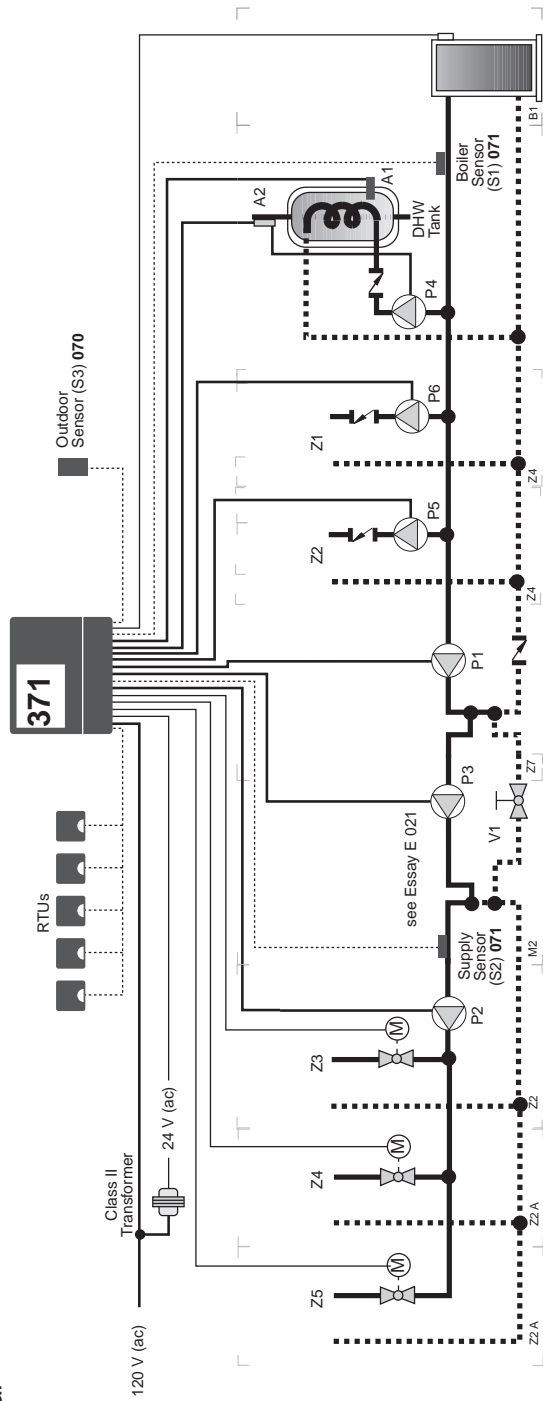 371
RTUs
Outdoor
Sensor (S3) 070
Class II
Transformer
120 V (ac)
24 V (ac)
A2
A1
DHW
Tank
Boiler
Sensor
(S1) 071
B1
P4
Z1
P6
Z4
Z2
P5
Z4
P1
P3
Z7
V1
see Essay E 021
Supply
Sensor
(S2) 071
M2
P2
Z3
Z2
Z4
Z2 A
Z5
Z2 A